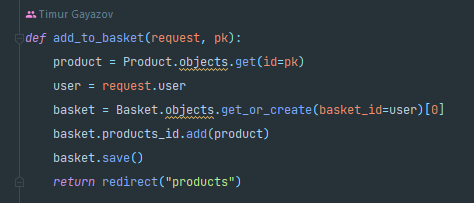 Timur Gayazov
def add_to_basket(request, pk):
    product = Product.objects.get(id=pk)
    user = request.user
    basket = Basket.objects.get_or_create(basket_id=user)[0]
    basket.products_id.add(product)
    basket.save()
    return redirect("products")